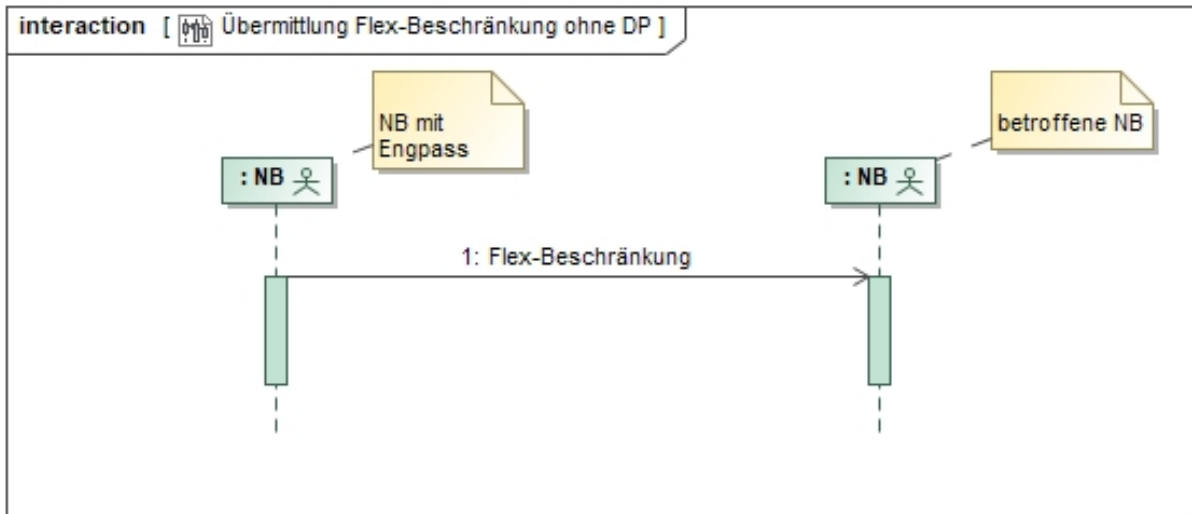 interaction [ Übermittlung Flex-Beschränkung ohne DP ]
NB mit
Engpass
betroffene NB
: NB
: NB
1: Flex-Beschränkung